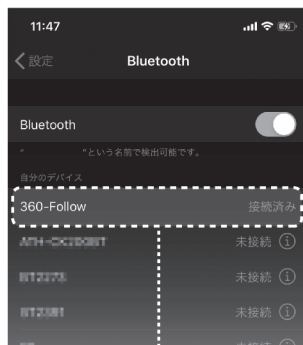 11:47
設定
Bluetooth
Bluetooth
" "という名前で検出可能です。
自分のデバイス
360-Follow 接続済み
未接続
未接続
未接続